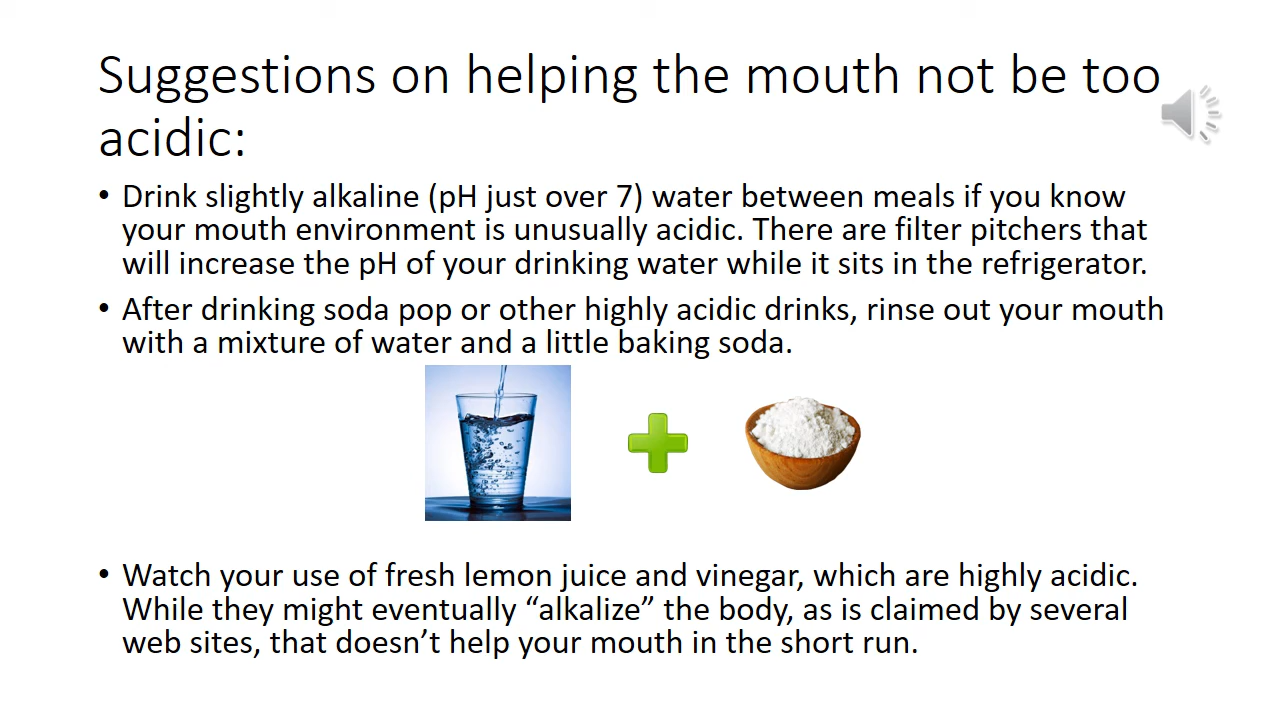 Suggestions on helping the mouth not be too
acidic:
• Drink slightly alkaline (pH just over 7) water between meals if you know
your mouth environment is unusually acidic. There are filter pitchers that
will increase the pH of your drinking water while it sits in the refrigerator.
• After drinking soda pop or other highly acidic drinks, rinse out your mouth
with a mixture of water and a little baking soda.
• Watch your use of fresh lemon juice and vinegar, which are highly acidic.
While they might eventually “alkalize” the body, as is claimed by several
web sites, that doesn’t help your mouth in the short run.